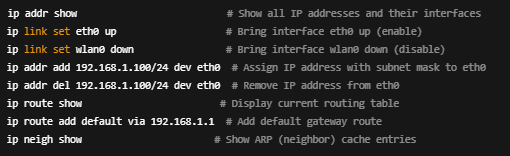 ip addr show # Show all IP addresses and their interfaces
ip link set eth0 up # Bring interface eth0 up (enable)
ip link set wlan0 down # Bring interface wlan0 down (disable)
ip addr add 192.168.1.100/24 dev eth0 # Assign IP address with subnet mask to eth0
ip addr del 192.168.1.100/24 dev eth0 # Remove IP address from eth0
ip route show # Display current routing table
ip route add default via 192.168.1.1 # Add default gateway route
ip neigh show # Show ARP (neighbor) cache entries